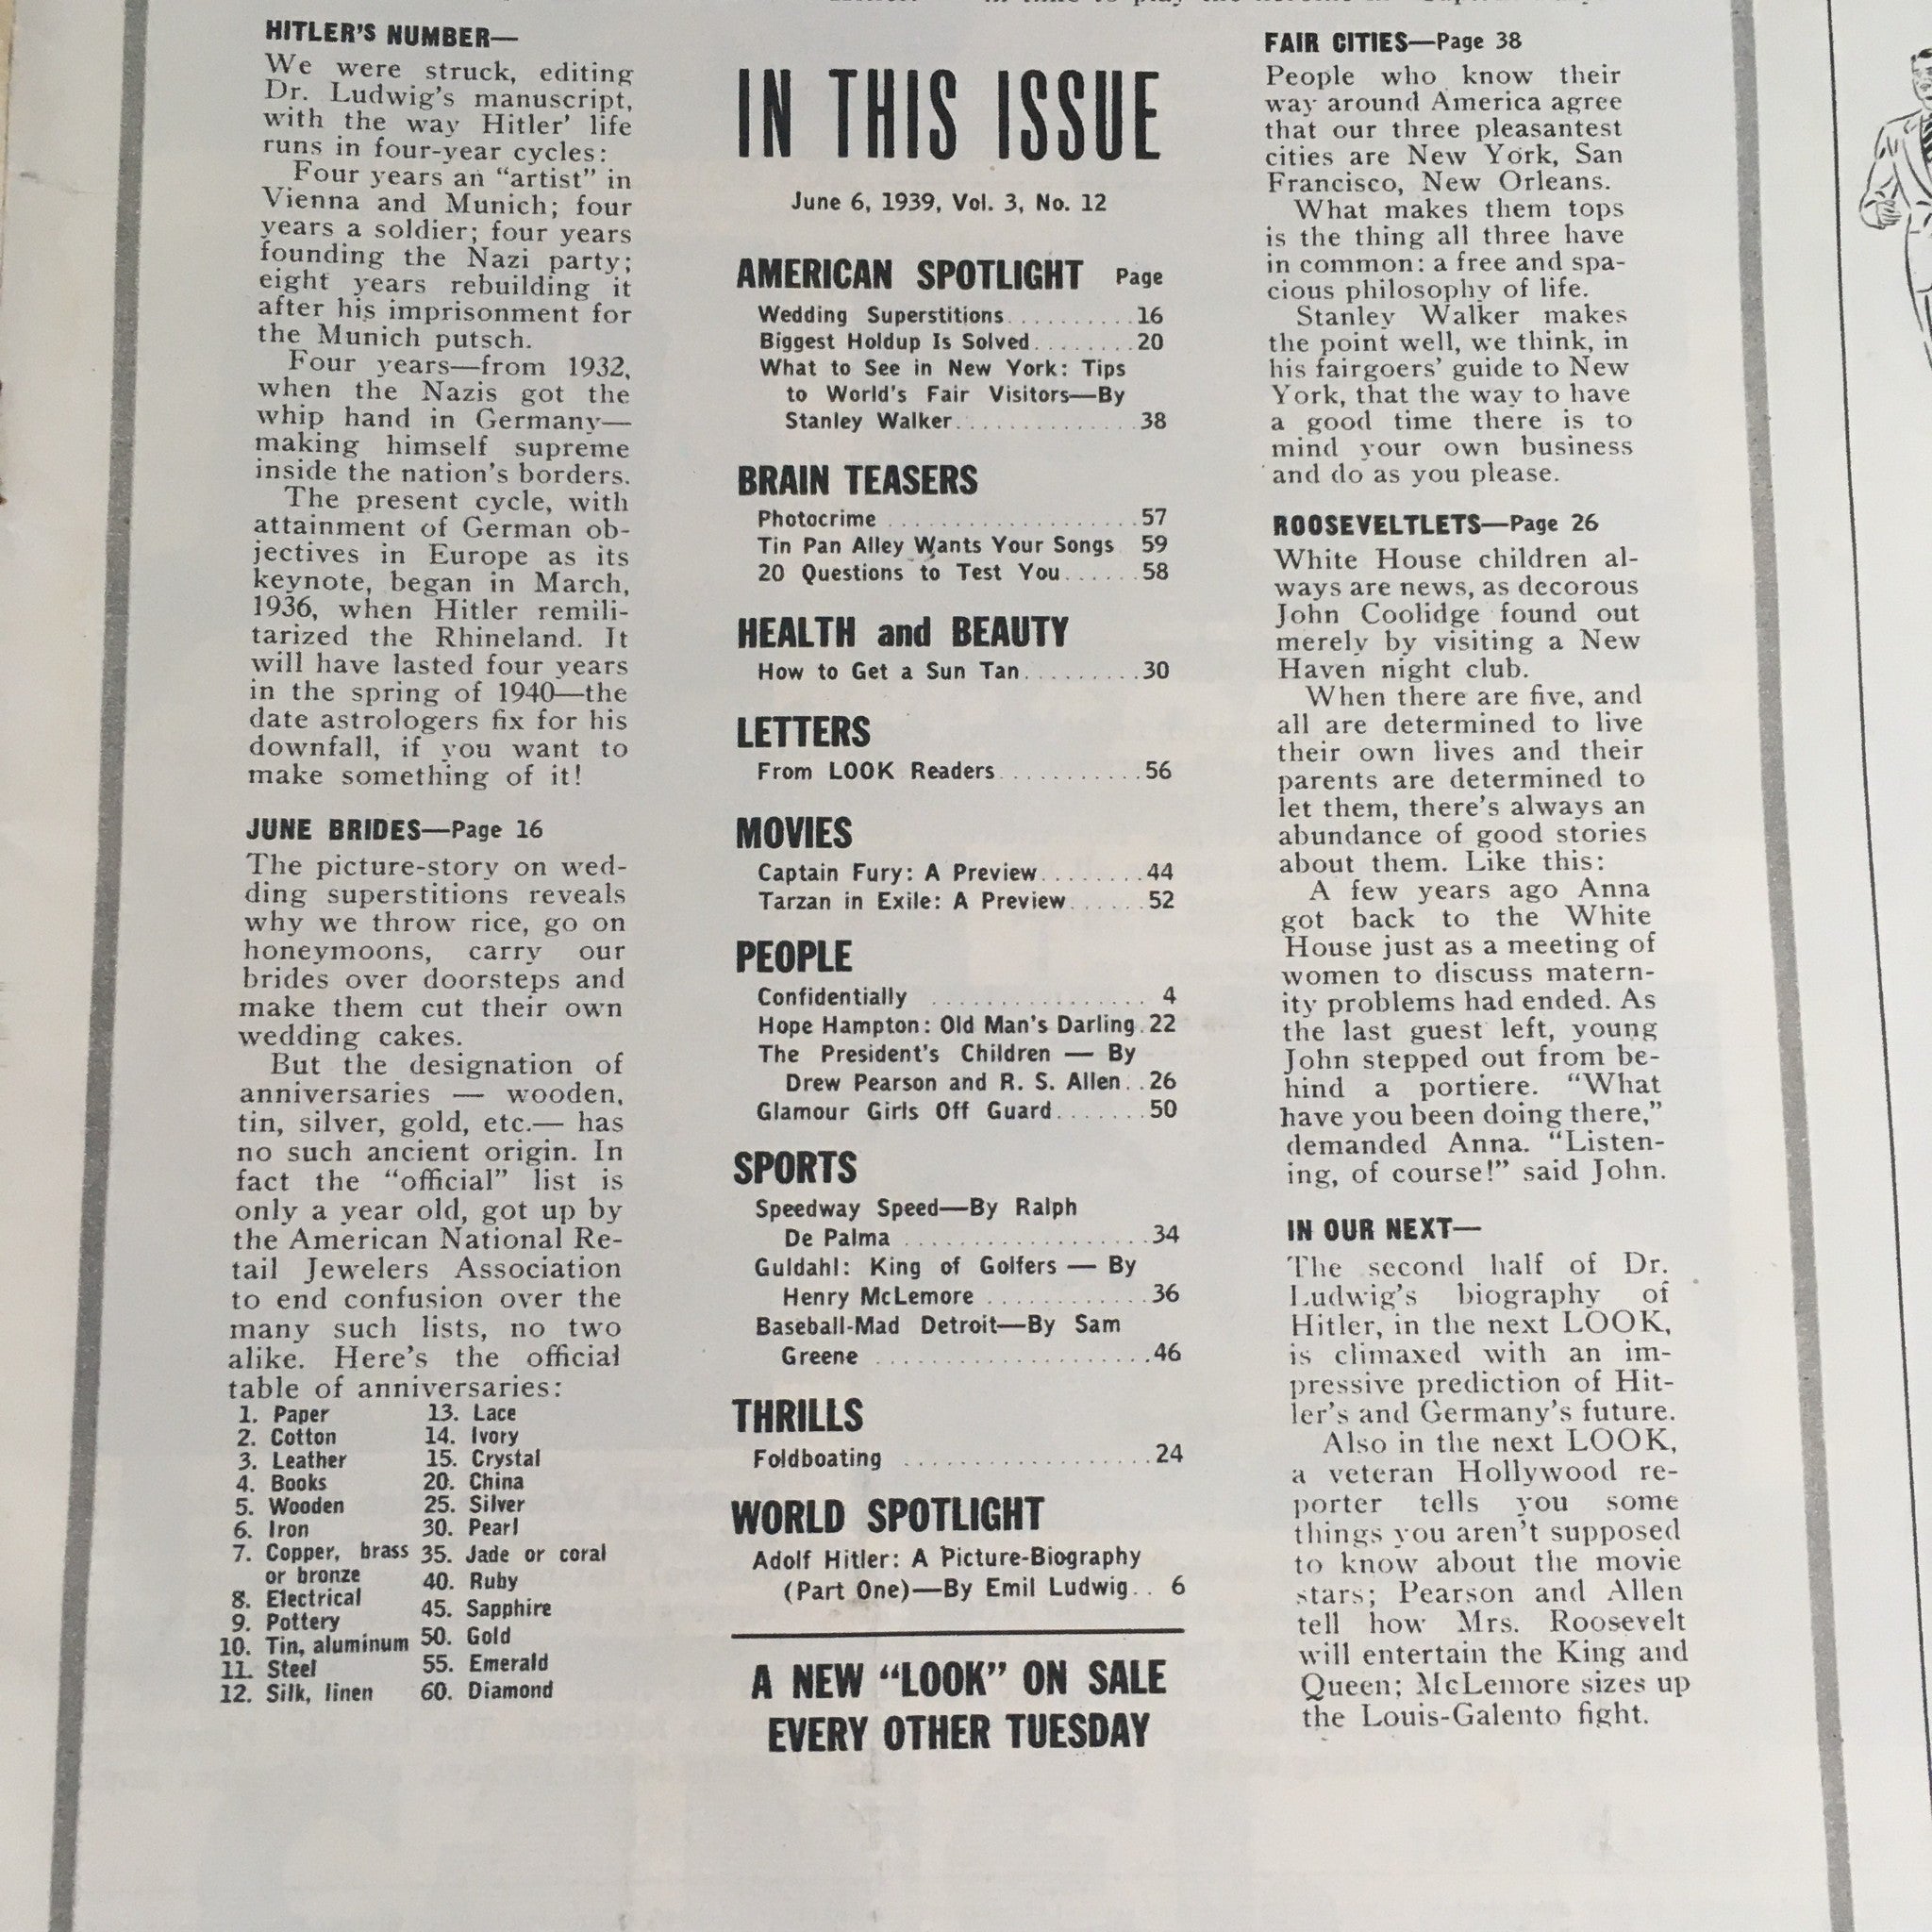 HITLER'S NUMBER—
We were struck, editing
Dr. Ludwig's manuscript,
with the way Hitler' life
runs in four-year cycles:
Four years an "artist" in
Vienna and Munich; four
years a soldier; four years
founding the Nazi party;
eight years rebuilding it
after his imprisonment for
the Munich putsch.
Four years—from 1932,
when the Nazis got the
whip hand in Germany—
making himself supreme
inside the nation's borders.
The present cycle, with
attainment of German ob-
jectives in Europe as its
keynote, began in March,
1936, when Hitler remili-
tarized the Rhineland. It
will have lasted four years
in the spring of 1940—the
date astrologers fix for his
downfall, if you want to
make something of it!
JUNE BRIDES—Page 16
The picture-story on wed-
ding superstitions reveals
why we throw rice, go on
honeymoons, carry our
brides over doorsteps and
make them cut their own
wedding cakes.
But the designation of
anniversaries — wooden,
tin, silver, gold, etc.— has
no such ancient origin. In
fact the "official" list is
only a year old, got up by
the American National Re-
tail Jewelers Association
to end confusion over the
many such lists, no two
alike. Here's the official
table of anniversaries:
1. Paper
2. Cotton
3. Leather
4. Books
5. Wooden
6. Iron
7. Copper, brass
or bronze
8. Electrical
9. Pottery
10. Tin, aluminum
11. Steel
12. Silk, linen
13. Lace
14. Ivory
15. Crystal
20. China
25. Silver
30. Pearl
35. Jade or coral
40. Ruby
45. Sapphire
50. Gold
55. Emerald
60. Diamond
IN THIS ISSUE
June 6, 1939, Vol. 3, No. 12
AMERICAN SPOTLIGHT Page
Wedding Superstitions..........16
Biggest Holdup Is Solved........20
What to See in New York: Tips
to World's Fair Visitors—By
Stanley Walker..............38
BRAIN TEASERS
Photocrime ...................57
Tin Pan Alley Wants Your Songs 59
20 Questions to Test You......58
HEALTH and BEAUTY
How to Get a Sun Tan.........30
LETTERS
From LOOK Readers...........56
MOVIES
Captain Fury: A Preview........44
Tarzan in Exile: A Preview......52
PEOPLE
Confidentially ................ 4
Hope Hampton: Old Man's Darling.22
The President's Children — By
Drew Pearson and R. S. Allen..26
Glamour Girls Off Guard.......50
SPORTS
Speedway Speed—By Ralph
De Palma ..................34
Guldahl: King of Golfers — By
Henry McLemore ............36
Baseball-Mad Detroit—By Sam
Greene .....................46
THRILLS
Foldboating ..................24
WORLD SPOTLIGHT
Adolf Hitler: A Picture-Biography
(Part One)—By Emil Ludwig.. 6
A NEW "LOOK" ON SALE
EVERY OTHER TUESDAY
FAIR CITIES—Page 38
People who know their
way around America agree
that our three pleasantest
cities are New York, San
Francisco, New Orleans.
What makes them tops
is the thing all three have
in common: a free and spa-
cious philosophy of life.
Stanley Walker makes
the point well, we think, in
his fairgoers' guide to New
York, that the way to have
a good time there is to
mind your own business
and do as you please.
ROOSEVELTLETS—Page 26
White House children al-
ways are news, as decorous
John Coolidge found out
merely by visiting a New
Haven night club.
When there are five, and
all are determined to live
their own lives and their
parents are determined to
let them, there's always an
abundance of good stories
about them. Like this:
A few years ago Anna
got back to the White
House just as a meeting of
women to discuss matern-
ity problems had ended. As
the last guest left, young
John stepped out from be-
hind a portiere. "What
have you been doing there,"
demanded Anna. "Listen-
ing, of course!" said John.
IN OUR NEXT—
The second half of Dr.
Ludwig's biography of
Hitler, in the next LOOK,
is climaxed with an im-
pressive prediction of Hit-
ler's and Germany's future.
Also in the next LOOK,
a veteran Hollywood re-
porter tells you some
things you aren't supposed
to know about the movie
stars; Pearson and Allen
tell how Mrs. Roosevelt
will entertain the King and
Queen; McLemore sizes up
the Louis-Galento fight.